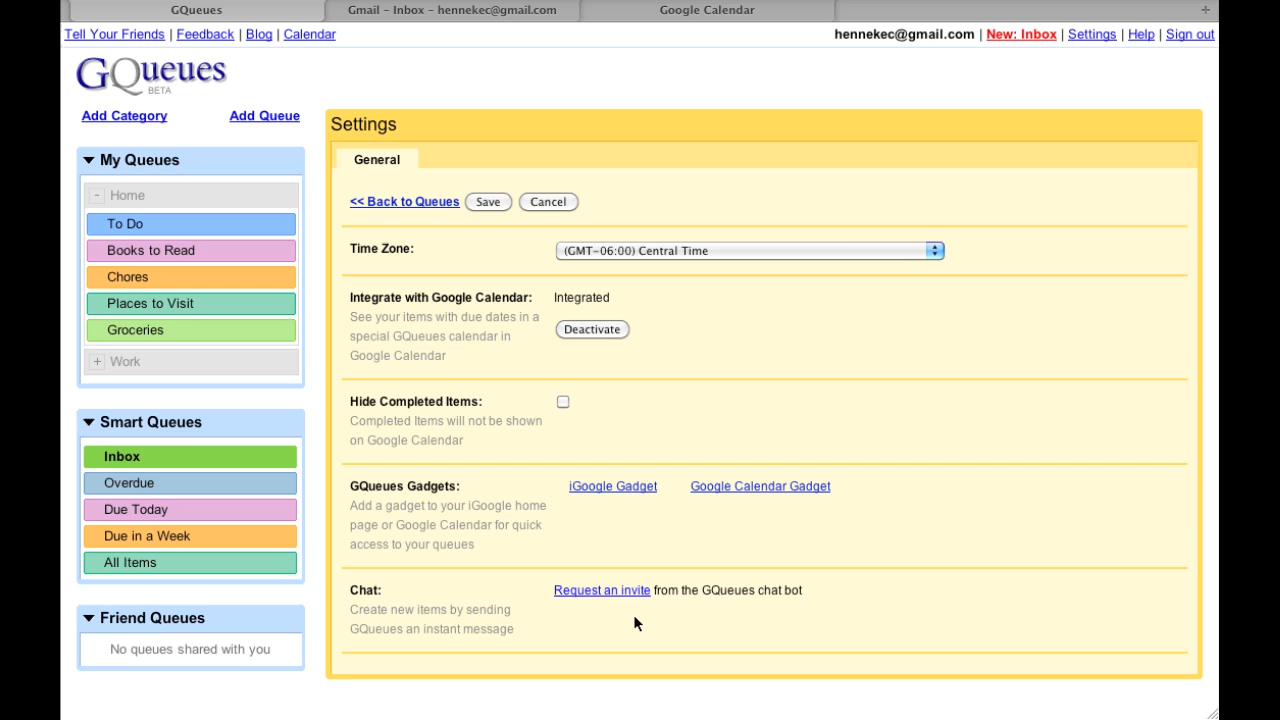 GQueues Gmail – Inbox – hennekec@gmail.com Google Calendar +
Tell Your Friends | Feedback | Blog | Calendar hennekec@gmail.com | New: Inbox | Settings | Help | Sign out
GQueues
BETA
Add Category Add Queue
My Queues
- Home
To Do
Books to Read
Chores
Places to Visit
Groceries
+ Work
Smart Queues
Inbox
Overdue
Due Today
Due in a Week
All Items
Friend Queues
No queues shared with you
Settings
General
<< Back to Queues Save Cancel
Time Zone: (GMT-06:00) Central Time
Integrate with Google Calendar: Integrated
See your items with due dates in a
special GQueues calendar in
Google Calendar
Deactivate
Hide Completed Items:
Completed Items will not be shown
on Google Calendar
GQueues Gadgets: iGoogle Gadget Google Calendar Gadget
Add a gadget to your iGoogle home
page or Google Calendar for quick
access to your queues
Chat: Request an invite from the GQueues chat bot
Create new items by sending
GQueues an instant message